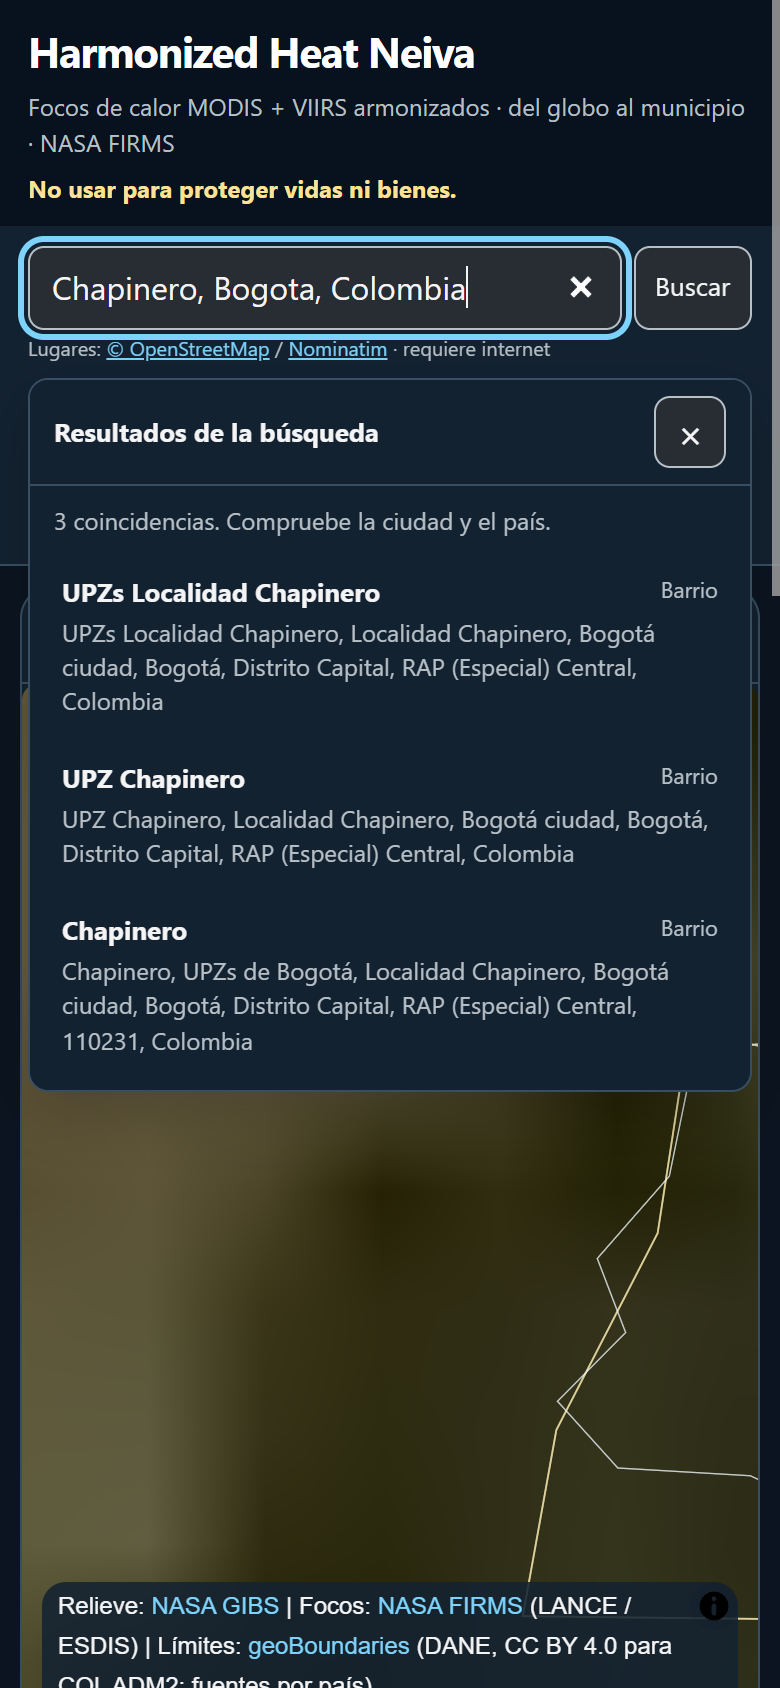 Harmonized Heat Neiva
Focos de calor MODIS + VIIRS armonizados · del globo al municipio
· NASA FIRMS
No usar para proteger vidas ni bienes.
Chapinero, Bogota, Colombia
Buscar
Lugares: © OpenStreetMap / Nominatim · requiere internet
Resultados de la búsqueda
3 coincidencias. Compruebe la ciudad y el país.
UPZs Localidad Chapinero Barrio
UPZs Localidad Chapinero, Localidad Chapinero, Bogotá
ciudad, Bogotá, Distrito Capital, RAP (Especial) Central,
Colombia
UPZ Chapinero Barrio
UPZ Chapinero, Localidad Chapinero, Bogotá ciudad, Bogotá,
Distrito Capital, RAP (Especial) Central, Colombia
Chapinero Barrio
Chapinero, UPZs de Bogotá, Localidad Chapinero, Bogotá
ciudad, Bogotá, Distrito Capital, RAP (Especial) Central,
110231, Colombia
Relieve: NASA GIBS | Focos: NASA FIRMS (LANCE /
ESDIS) | Límites: geoBoundaries (DANE, CC BY 4.0 para
COL ADM2; fuentes por país)